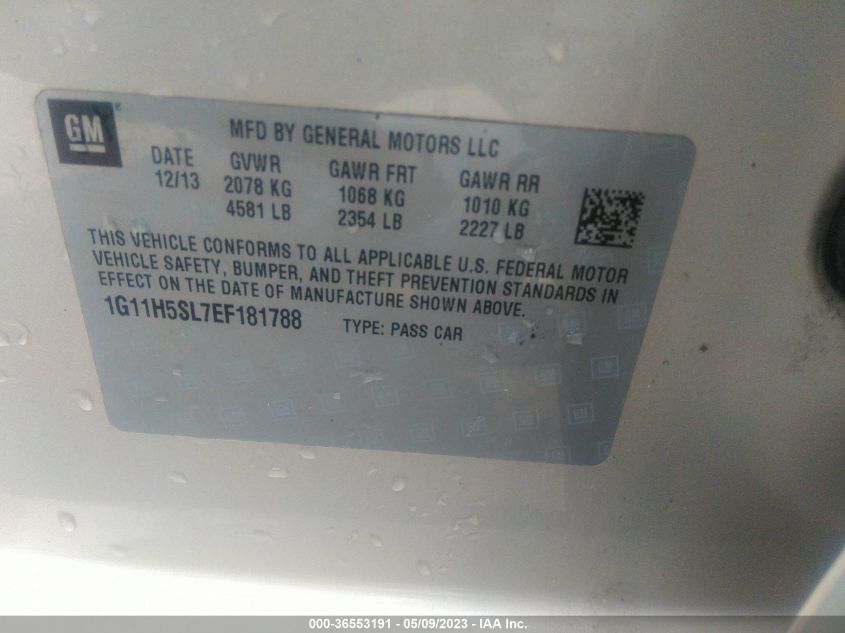 GM®
MFD BY GENERAL MOTORS LLC
DATE GVWR GAWR FRT GAWR RR
12/13 2078 KG 1068 KG 1010 KG
4581 LB 2354 LB 2227 LB
THIS VEHICLE CONFORMS TO ALL APPLICABLE U.S. FEDERAL MOTOR
VEHICLE SAFETY, BUMPER, AND THEFT PREVENTION STANDARDS IN
EFFECT ON THE DATE OF MANUFACTURE SHOWN ABOVE.
1G11H5SL7EF181788 TYPE: PASS CAR
000-36553191 - 05/09/2023 - IAA Inc.